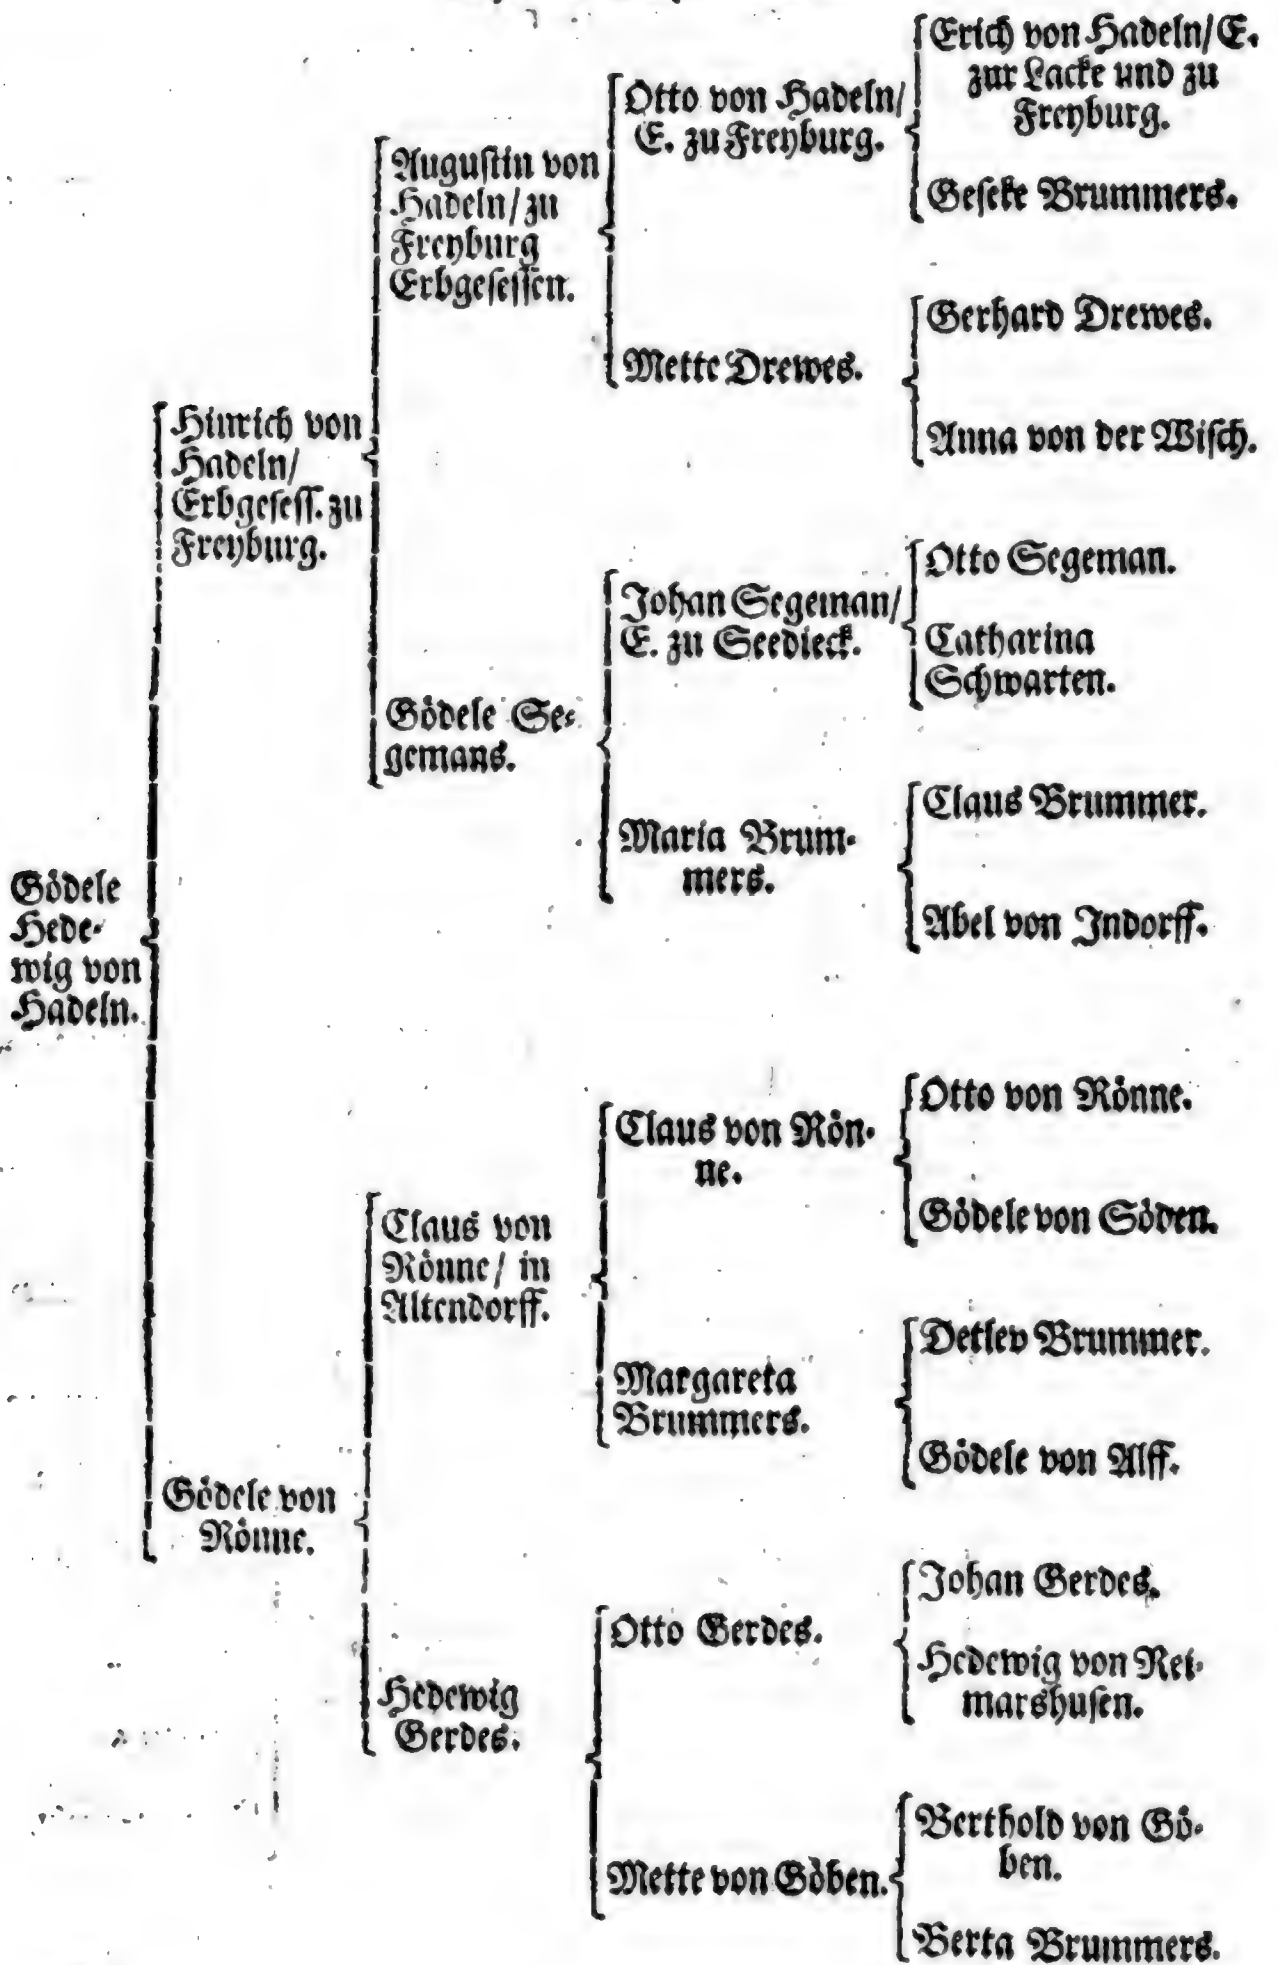 Gödele
Hede-
wig von
Hadeln.
Hinrich von
Hadeln/
Erbgesess. zu
Freyburg.
Gödele von
Rönne.
Augustin von
Hadeln/ zu
Freyburg
Erbgesessen.
Gödele Se-
gemans.
Claus von
Rönne/ in
Altendorff.
Hedewig
Gerdes.
Otto von Hadeln/
E. zu Freyburg.
Mette Drewes.
Johan Segeman/
E. zu Seedieck.
Maria Brum-
mers.
Claus von Rön-
ne.
Margareta
Brummers.
Otto Gerdes.
Mette von Göben.
Erich von Hadeln/ E.
zur Lacke und zu
Freyburg.
Geseke Brummers.
Gerhard Drewes.
Anna von der Wisch.
Otto Segeman.
Catharina
Schwarten.
Claus Brummer.
Abel von Indorff.
Otto von Rönne.
Gödele von Söden.
Detlev Brummer.
Gödele von Alff.
Johan Gerdes.
Hedewig von Rei-
marshusen.
Berthold von Gö-
ben.
Berta Brummers.